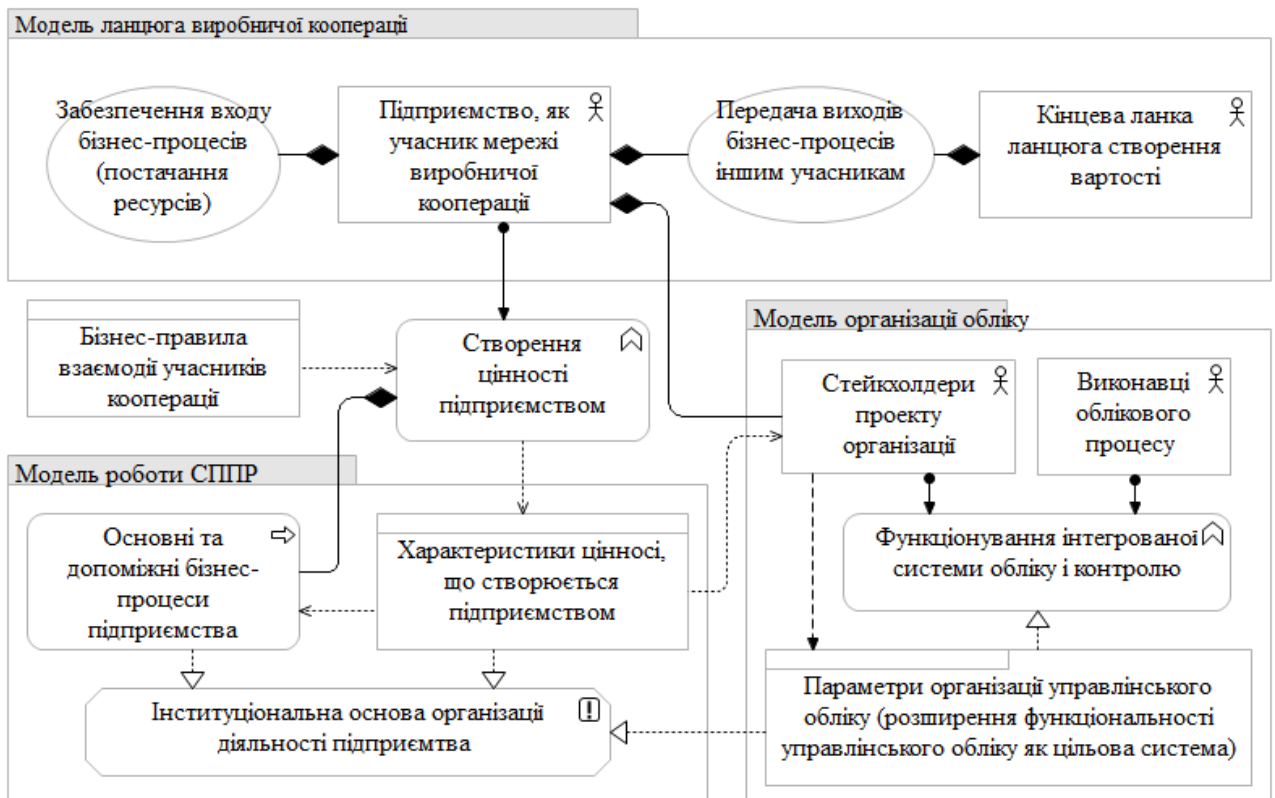 Модель ланцюга виробничої кооперації
Забезпечення входу
бізнес-процесів
(постачання
ресурсів)
Підприємство, як
учасник мережі
виробничої
кооперації
Передача виходів
бізнес-процесів
іншим учасникам
Кінцева ланка
ланцюга створення
вартості
Бізнес-правила
взаємодії учасників
кооперації
Створення
цінності
підприємством
Модель організації обліку
Стейкхолдери
проекту
організації
Виконавці
облікового
процесу
Модель роботи СППР
Основні та
допоміжні бізнес-
процеси
підприємства
Характеристики цінносі,
що створюється
підприємством
Функціонування інтегрованої
системи обліку і контролю
Інституціональна основа організації
діяльності підприємтва
Параметри організації управлінського
обліку (розширення функціональності
управлінського обліку як цільова система)